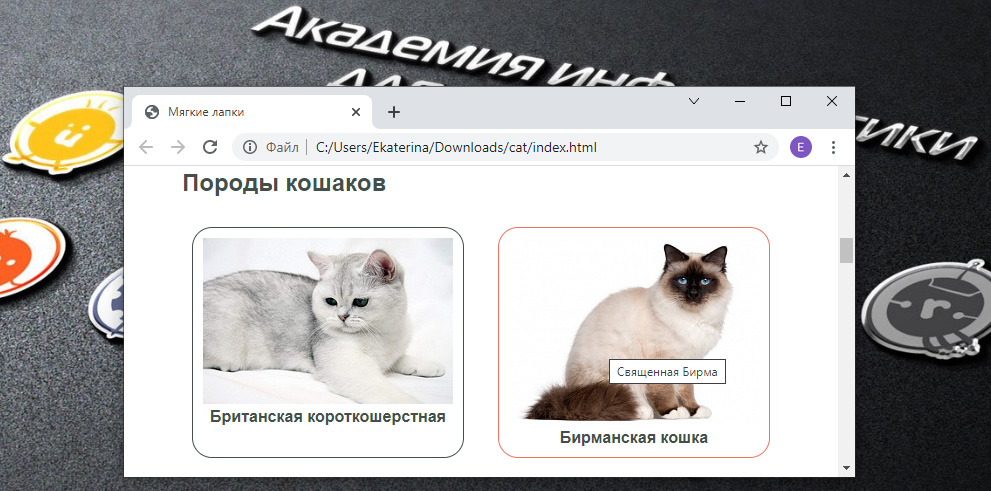 Академия инф
для
тики
Мягкие лапки
Файл | C:/Users/Ekaterina/Downloads/cat/index.html
E
Породы кошаков
Британская короткошерстная
Священная Бирма
Бирманская кошка
r